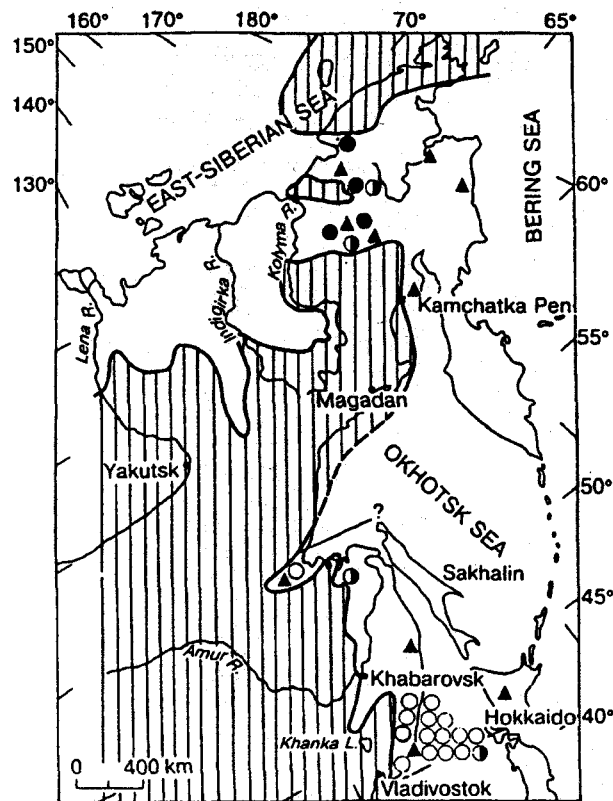 160° 170° 180° 70° 65°
150°
140°
130°
EAST-SIBERIAN SEA
BERING SEA
60°
Kolyma R.
Indigirka R.
Lena R.
Kamchatka Pen
55°
Magadan
Yakutsk
OKHOTSK SEA
50°
?
Sakhalin
45°
Amur R.
Khabarovsk
Hokkaido
40°
Khanka L.
0 400 km
Vladivostok